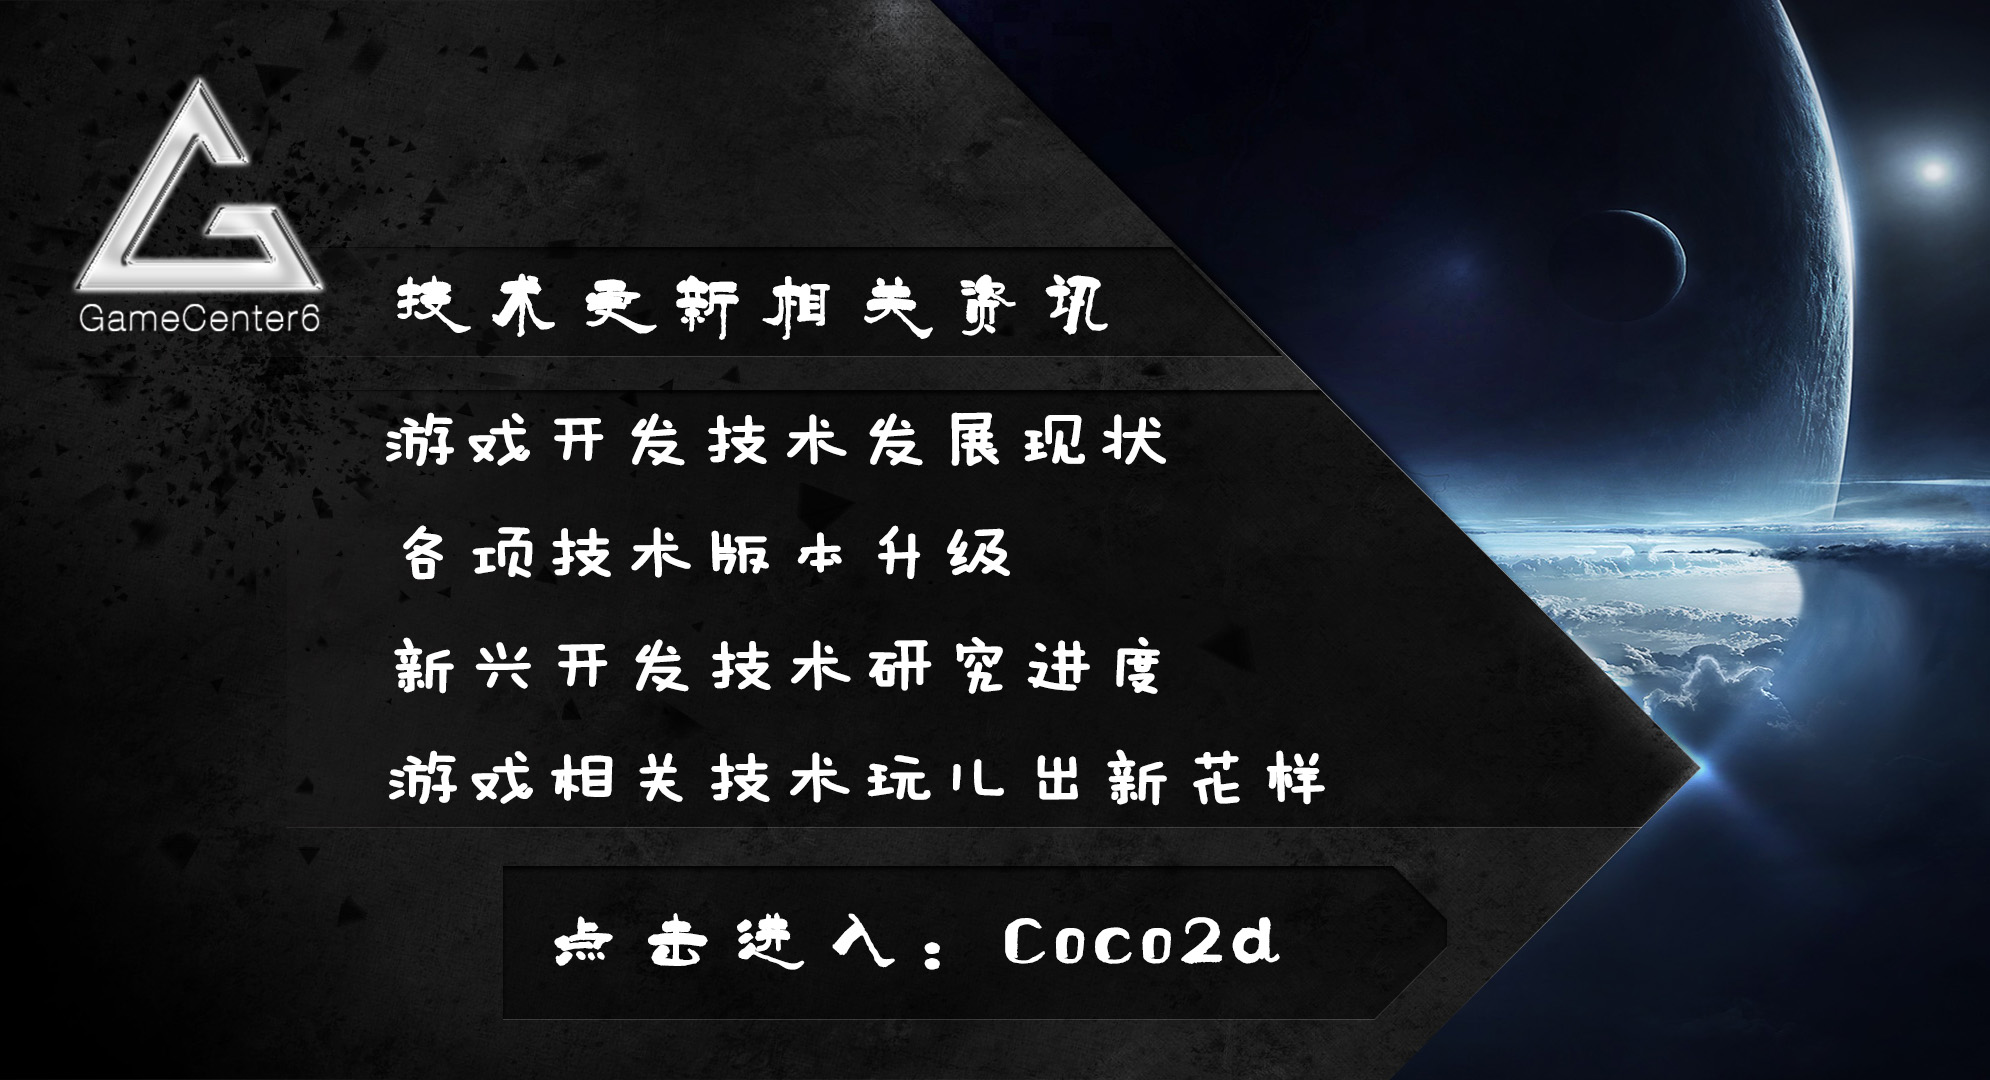 GameCenter6
技术更新相关资讯
游戏开发技术发展现状
各项技术版本升级
新兴开发技术研究进度
游戏相关技术玩儿出新花样
点击进入：Coco2d